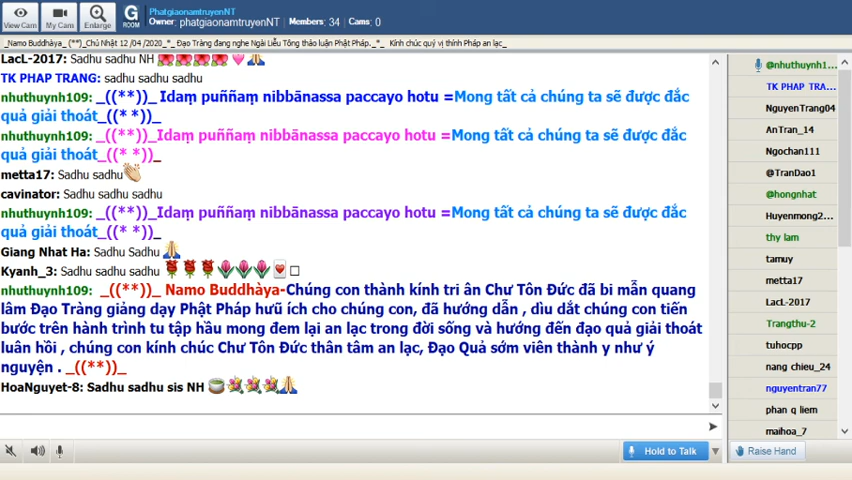 View Cam
My Cam
Enlarge
G
ROOM
PhatgiaonamtruyenNT
Owner: phatgiaonamtruyenNT Members: 34 Cams: 0
_Namo Buddhàya_ (**)_Chủ Nhật 12 /04 /2020_*_ Đạo Tràng đang nghe Ngài Liễu Tông thảo luận Phật Pháp._*_ Kính chúc quý vị thính Pháp an lạc_
LacL-2017: Sadhu sadhu NH
TK PHAP TRANG: sadhu sadhu sadhu
nhuthuynh109: _((**))_ Idaṃ puññaṃ nibbānassa paccayo hotu =Mong tất cả chúng ta sẽ được đắc
quả giải thoát_((* *))_
nhuthuynh109: _((**))_Idaṃ puññaṃ nibbānassa paccayo hotu =Mong tất cả chúng ta sẽ được đắc
quả giải thoát_((* *))_
metta17: Sadhu sadhu
cavinator: Sadhu sadhu sadhu
nhuthuynh109: _((**))_Idaṃ puññaṃ nibbānassa paccayo hotu =Mong tất cả chúng ta sẽ được đắc
quả giải thoát_((* *))_
Giang Nhat Ha: Sadhu Sadhu
Kyanh_3: Sadhu sadhu sadhu
nhuthuynh109: _((**))_ Namo Buddhàya-Chúng con thành kính tri ân Chư Tôn Đức đã bi mẫn quang
lâm Đạo Tràng giảng dạy Phật Pháp hưũ ích cho chúng con, đã hướng dẫn , dìu dắt chúng con tiến
bước trên hành trình tu tập hầu mong đem lại an lạc trong đời sống và hướng đến đạo quả giải thoát
luân hồi , chúng con kính chúc Chư Tôn Đức thân tâm an lạc, Đạo Quả sớm viên thành y như ý
nguyện . _((**))_
HoaNguyet-8: Sadhu sadhu sis NH
@nhuthuynh1...
TK PHAP TRA...
NguyenTrang04
AnTran_14
Ngochan111
@TranDao1
@hongnhat
Huyenmong2...
thy lam
tamuy
metta17
LacL-2017
Trangthu-2
tuhocpp
nang chieu_24
nguyentran77
phan q liem
maihoa_7
Hold to Talk
Raise Hand